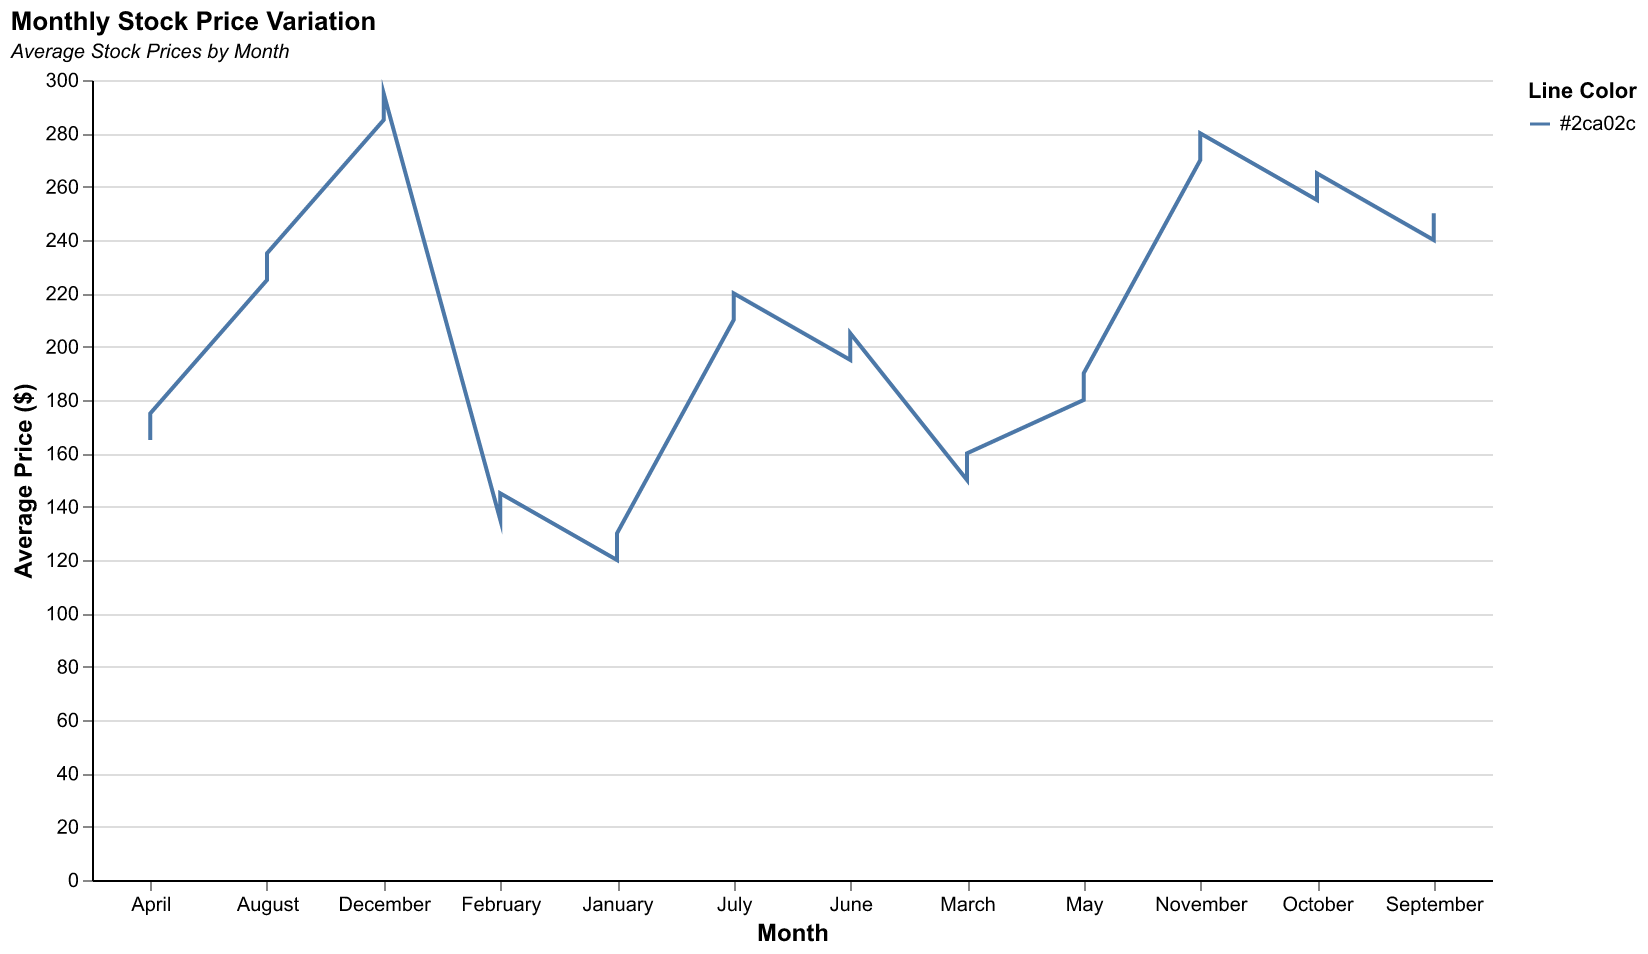 Monthly Stock Price Variation
Average Stock Prices by Month
Line Color
#2ca02c
Average Price ($)
300
280
260
240
220
200
180
160
140
120
100
80
60
40
20
0
April August December February January July June March May November October September
Month